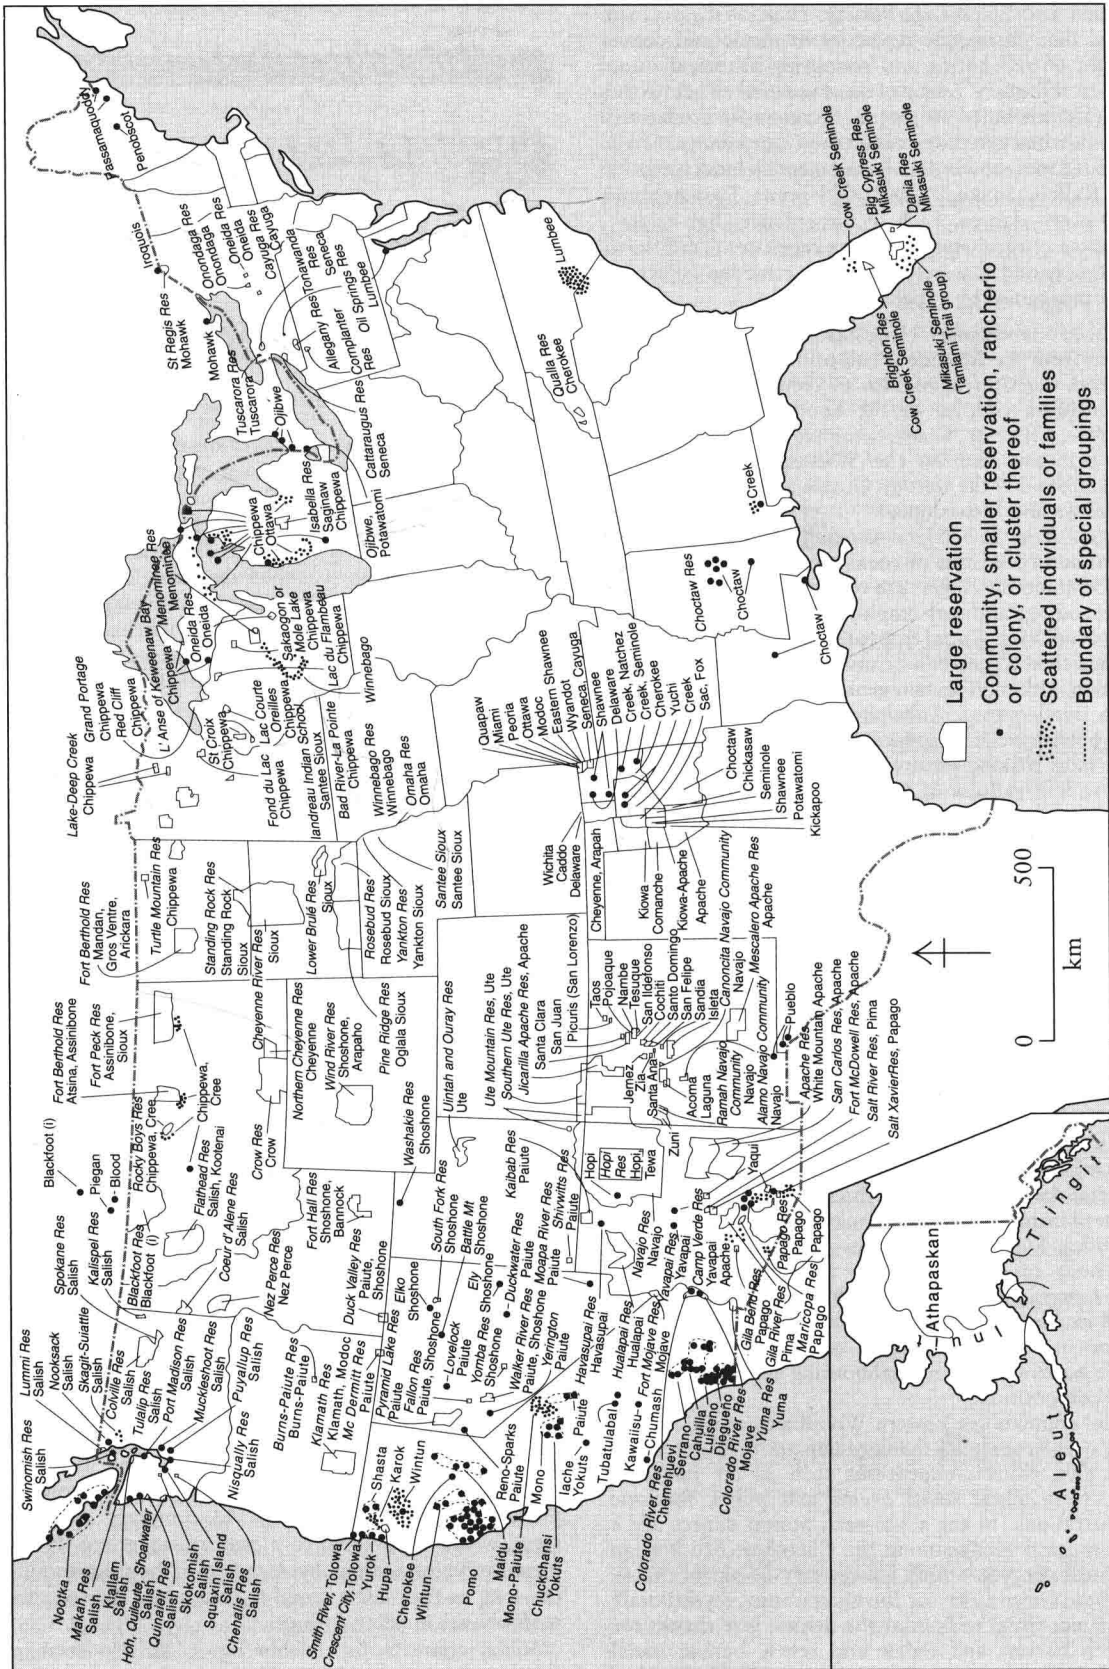 Swinomish Res
Salish
Lummi Res
Salish
Nooksack
Salish
Skagit-Suiattle
Salish
Colville Res
Salish
Tulalip Res
Salish
Port Madison Res
Salish
Muckleshoot Res
Salish
Puyallup Res
Salish
Nisqually Res
Salish
Nootka
Makah Res
Salish
Klallam
Salish
Hoh, Quileute, Shoalwater
Salish
Quinaielt Res
Salish
Skokomish
Salish
Squaxin Island
Salish
Chehalis Res
Salish
Spokane Res
Salish
Kalispel Res
Salish
Blackfoot (i)
Piegan
Blood
Blackfoot Res
Blackfoot (i)
Rocky Boys Res
Chippewa, Cree
Flathead Res
Salish, Kootenai
Coeur d'Alene Res
Salish
Nez Perce Res
Nez Perce
Chippewa,
Cree
Crow Res
Crow
Fort Hall Res
Shoshone,
Bannock
Duck Valley Res
Paiute,
Shoshone
Burns-Paiute Res
Burns-Paiute
Klamath Res
Klamath, Modoc
Mc Dermitt Res
Paiute
Pyramid Lake Res
Paiute
Fallon Res
Paiute, Shoshone
Elko
Shoshone
South Fork Res
Shoshone
Battle Mt
Shoshone
Lovelock
Paiute
Yomba Res
Shoshone
Ely
Shoshone
Duckwater Res
Walker River Res
Paiute
Paiute, Shoshone
Yerington
Paiute
Moapa River Res
Paiute
Shivwitts Res
Paiute
Kaibab Res
Paiute
Washakie Res
Shoshone
Smith River, Tolowa
Crescent City, Tolowa
Yurok
Hupa
Shasta
Karok
Wintun
Cherokee
Wintun
Pomo
Reno-Sparks
Paiute
Maidu
Mono-Paiute
Chuckchansi
Yokuts
Mono
Iache
Yokuts
Paiute
Tubatulabal
Kawaiisu
Chumash
Havasupai Res
Havasupai
Hualapai Res
Hualapai
Fort Mojave Res
Mojave
Colorado River Res
Chemehuevi
Serrano
Cahuilla
Luiseno
Diegueño
Colorado River Res
Mojave
Yuma Res
Yuma
Navajo Res
Navajo
Yavapai Res
Yavapai
Camp Verde Res
Yavapai
Apache
Gila Bend Res
Papago
Gila River Res
Pima
Maricopa Res
Papago
Papago Res
Papago
Papago
Yaqui
Hopi
Hopi
Res
Hopi,
Tewa
Zuni
Fort Berthold Res
Atsina, Assinibone
Fort Peck Res
Assinibone,
Sioux
Fort Berthold Res
Mandan,
Gros Ventre,
Arickara
Turtle Mountain Res
Chippewa
Standing Rock Res
Standing Rock
Sioux
Cheyenne River Res
Sioux
Northern Cheyenne Res
Cheyenne
Wind River Res
Shoshone,
Arapaho
Lower Brulé Res
Sioux
Pine Ridge Res
Oglala Sioux
Rosebud Res
Rosebud Sioux
Yankton Res
Yankton Sioux
Santee Sioux
Santee Sioux
Uintah and Ouray Res
Ute
Ute Mountain Res, Ute
Southern Ute Res, Ute
Jicarilla Apache Res, Apache
Santa Clara
San Juan
Picuris (San Lorenzo)
Taos
Pojoaque
Nambe
Tesuque
San Ildefonso
Cochiti
Santo Domingo
San Felipe
Sandia
Isleta
Canoncita Navajo Community
Navajo
Mescalero Apache Res
Apache
Jemez
Zia
Santa Ana
Acoma
Laguna
Ramah Navajo
Community
Navajo
Alamo Navajo Community
Navajo
Pueblo
Apache Res
White Mountain Apache
San Carlos Res, Apache
Fort McDowell Res, Apache
Salt River Res, Pima
Salt XavierRes, Papago
Lake-Deep Creek
Chippewa
Grand Portage
Chippewa
Red Cliff
Chippewa
L'Anse of Keweenaw Bay
Chippewa
Menominee Res
Menominee
Oneida Res
Oneida
St Croix
Chippewa
Lac Courte
Oreilles
Chippewa
Fond du Lac
Chippewa
Sakaogon or
Mole Lake
Chippewa
Lac du Flambeau
Chippewa
Winnebago
landreau Indian School
Santee Sioux
Bad River-La Pointe
Chippewa
Winnebago Res
Winnebago
Omaha Res
Omaha
Chippewa
Ottawa
Isabella Res
Saginaw
Chippewa
Ojibwe,
Potawatomi
Ojibwe
Tuscarora Res
Tuscarora
Cattaraugus Res
Seneca
Mohawk
St Regis Res
Mohawk
Iroquois
Onondaga Res
Onondaga
Oneida Res
Oneida
Cayuga Res
Cayuga
Tonawanda
Res
Seneca
Allegany Res
Cornplanter
Res
Oil Springs
Res
Lumbee
Passamaquoddy
Penobscot
Quapaw
Miami
Peoria
Ottawa
Modoc
Eastern Shawnee
Wyandot
Seneca, Cayuga
Shawnee
Delaware
Creek, Natchez
Creek, Seminole
Cherokee
Yuchi
Creek
Sac, Fox
Wichita
Caddo
Delaware
Cheyenne, Arapah
Kiowa
Comanche
Kiowa-Apache
Apache
Choctaw
Chickasaw
Seminole
Shawnee
Potawatomi
Kickapoo
Choctaw Res
Choctaw
Choctaw
Creek
Qualla Res
Cherokee
Lumbee
Cow Creek Seminole
Big Cypress Res
Mikasuki Seminole
Dania Res
Mikasuki Seminole
Brighton Res
Cow Creek Seminole
Mikasuki Seminole
(Tamiami Trail group)
Large reservation
Community, smaller reservation, rancherio
or colony, or cluster thereof
Scattered individuals or families
Boundary of special groupings
0
500
km
Athapaskan
Tlingit
Aleut